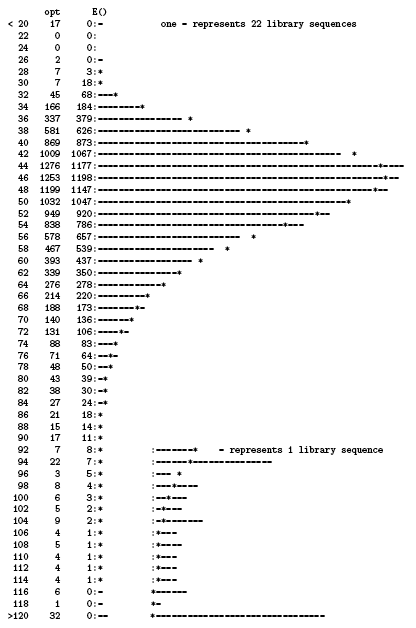 opt E()
< 20 17 0:= one = represents 22 library sequences
22 0 0:
24 0 0:
26 2 0:=
28 7 3:*
30 7 18:*
32 45 68:===*
34 166 184:========*
36 337 379:================ *
38 581 626:=========================== *
40 869 873:=======================================*
42 1009 1067:==============================================  *
44 1276 1177:=====================================================*====
46 1253 1198:======================================================*==
48 1199 1147:====================================================*==
50 1032 1047:===============================================*
52 949 920:=========================================*==
54 838 786:===================================*===
56 578 657:===========================  *
58 467 539:======================  *
60 393 437:================== *
62 339 350:===============*
64 276 278:============*
66 214 220:=========*
68 188 173:=======*=
70 140 136:======*
72 131 106:====*=
74 88 83:===*
76 71 64:==*=
78 48 50:==*
80 43 39:=*
82 38 30:=*
84 27 24:=*
86 21 18:*
88 15 14:*
90 17 11:*
92 7 8:* :=======* = represents 1 library sequence
94 22 7:* :======*===============
96 3 5:* :=== *
98 8 4:* :===*====
100 6 3:* :==*===
102 5 2:* :=*===
104 9 2:* :=*=======
106 4 1:* :*===
108 5 1:* :*====
110 4 1:* :*===
112 4 1:* :*===
114 4 1:* :*===
116 6 0:= *======
118 1 0:= *=
>120 32 0:== *================================